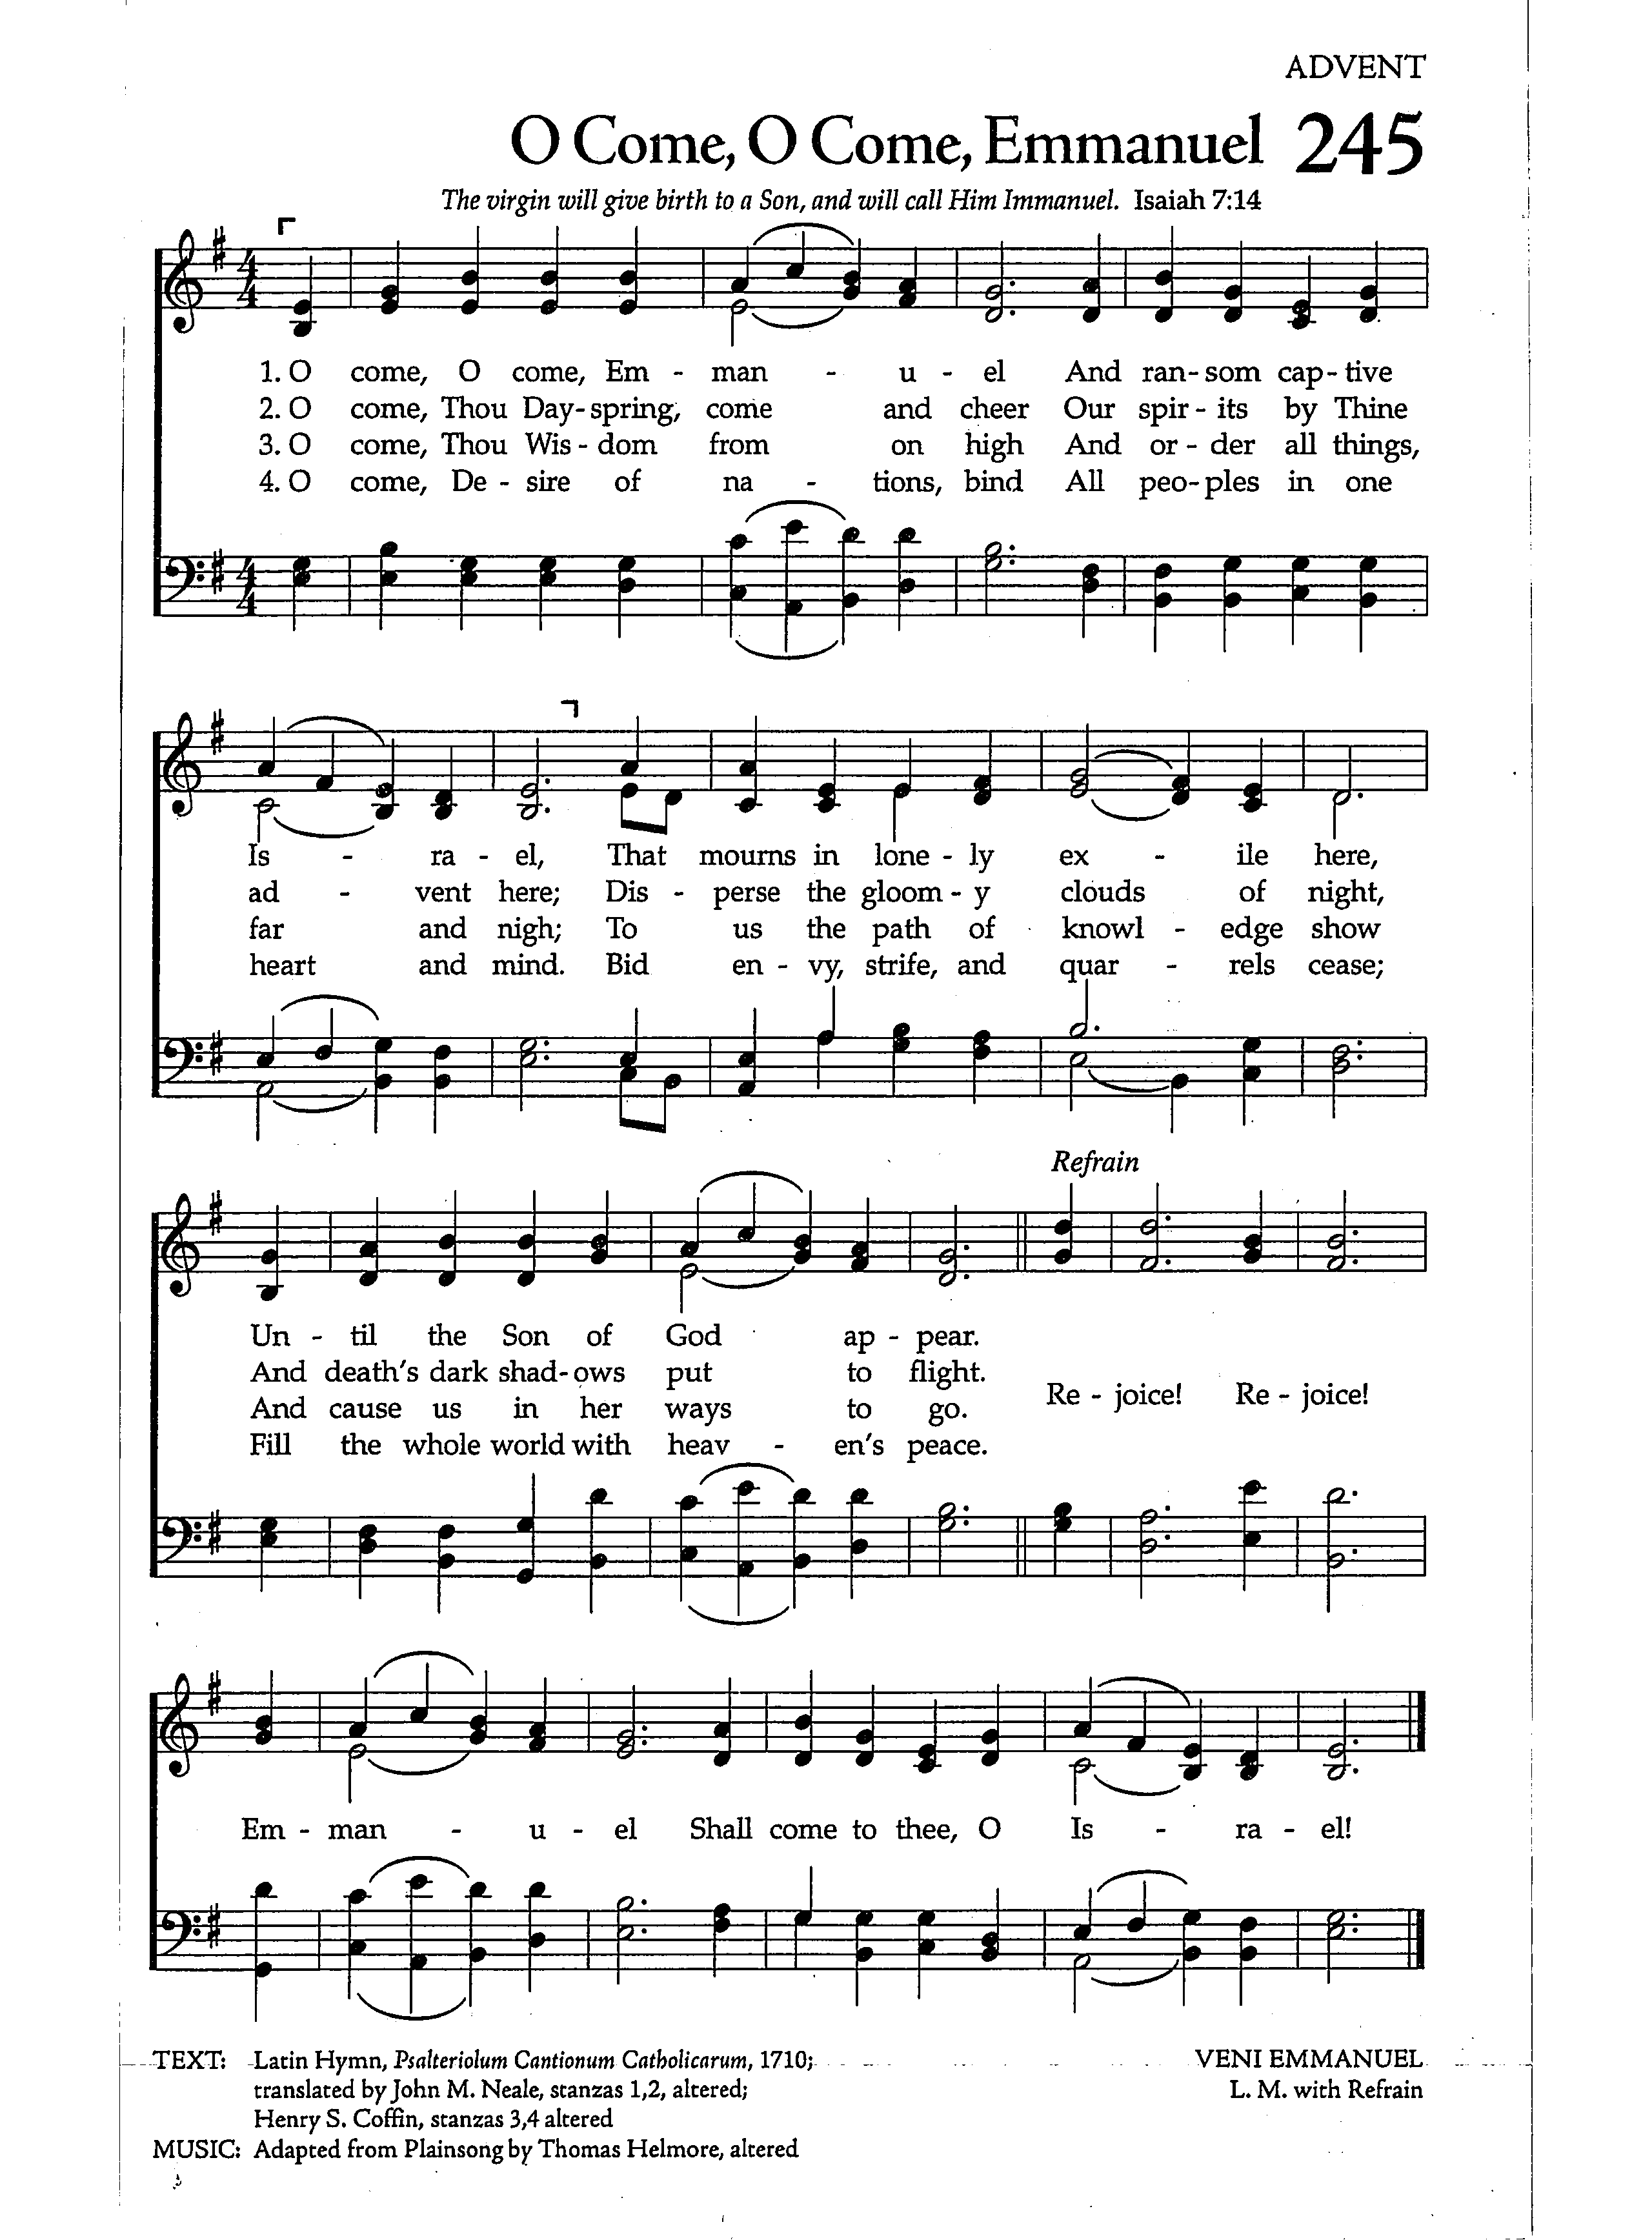 ADVENT
O Come, O Come, Emmanuel 245
The virgin will give birth to a Son, and will call Him Immanuel. Isaiah 7:14
1. O come, O come, Em - man - u - el And ran - som cap - tive
2. O come, Thou Day - spring, come and cheer Our spir - its by Thine
3. O come, Thou Wis - dom from on high And or - der all things,
4. O come, De - sire of na - tions, bind All peo - ples in one
Is - ra - el, That mourns in lone - ly ex - ile here,
ad - vent here; Dis - perse the gloom - y clouds of night,
far and nigh; To us the path of knowl - edge show
heart and mind. Bid en - vy, strife, and quar - rels cease;
Refrain
Un - til the Son of God ap - pear.
And death's dark shad - ows put to flight.
Re - joice! Re - joice!
And cause us in her ways to go.
Fill the whole world with heav - en's peace.
Em - man - u - el Shall come to thee, O Is - ra - el!
TEXT: Latin Hymn, Psalteriolum Cantionum Catholicarum, 1710;
translated by John M. Neale, stanzas 1,2, altered;
Henry S. Coffin, stanzas 3,4 altered
MUSIC: Adapted from Plainsong by Thomas Helmore, altered
VENI EMMANUEL
L. M. with Refrain